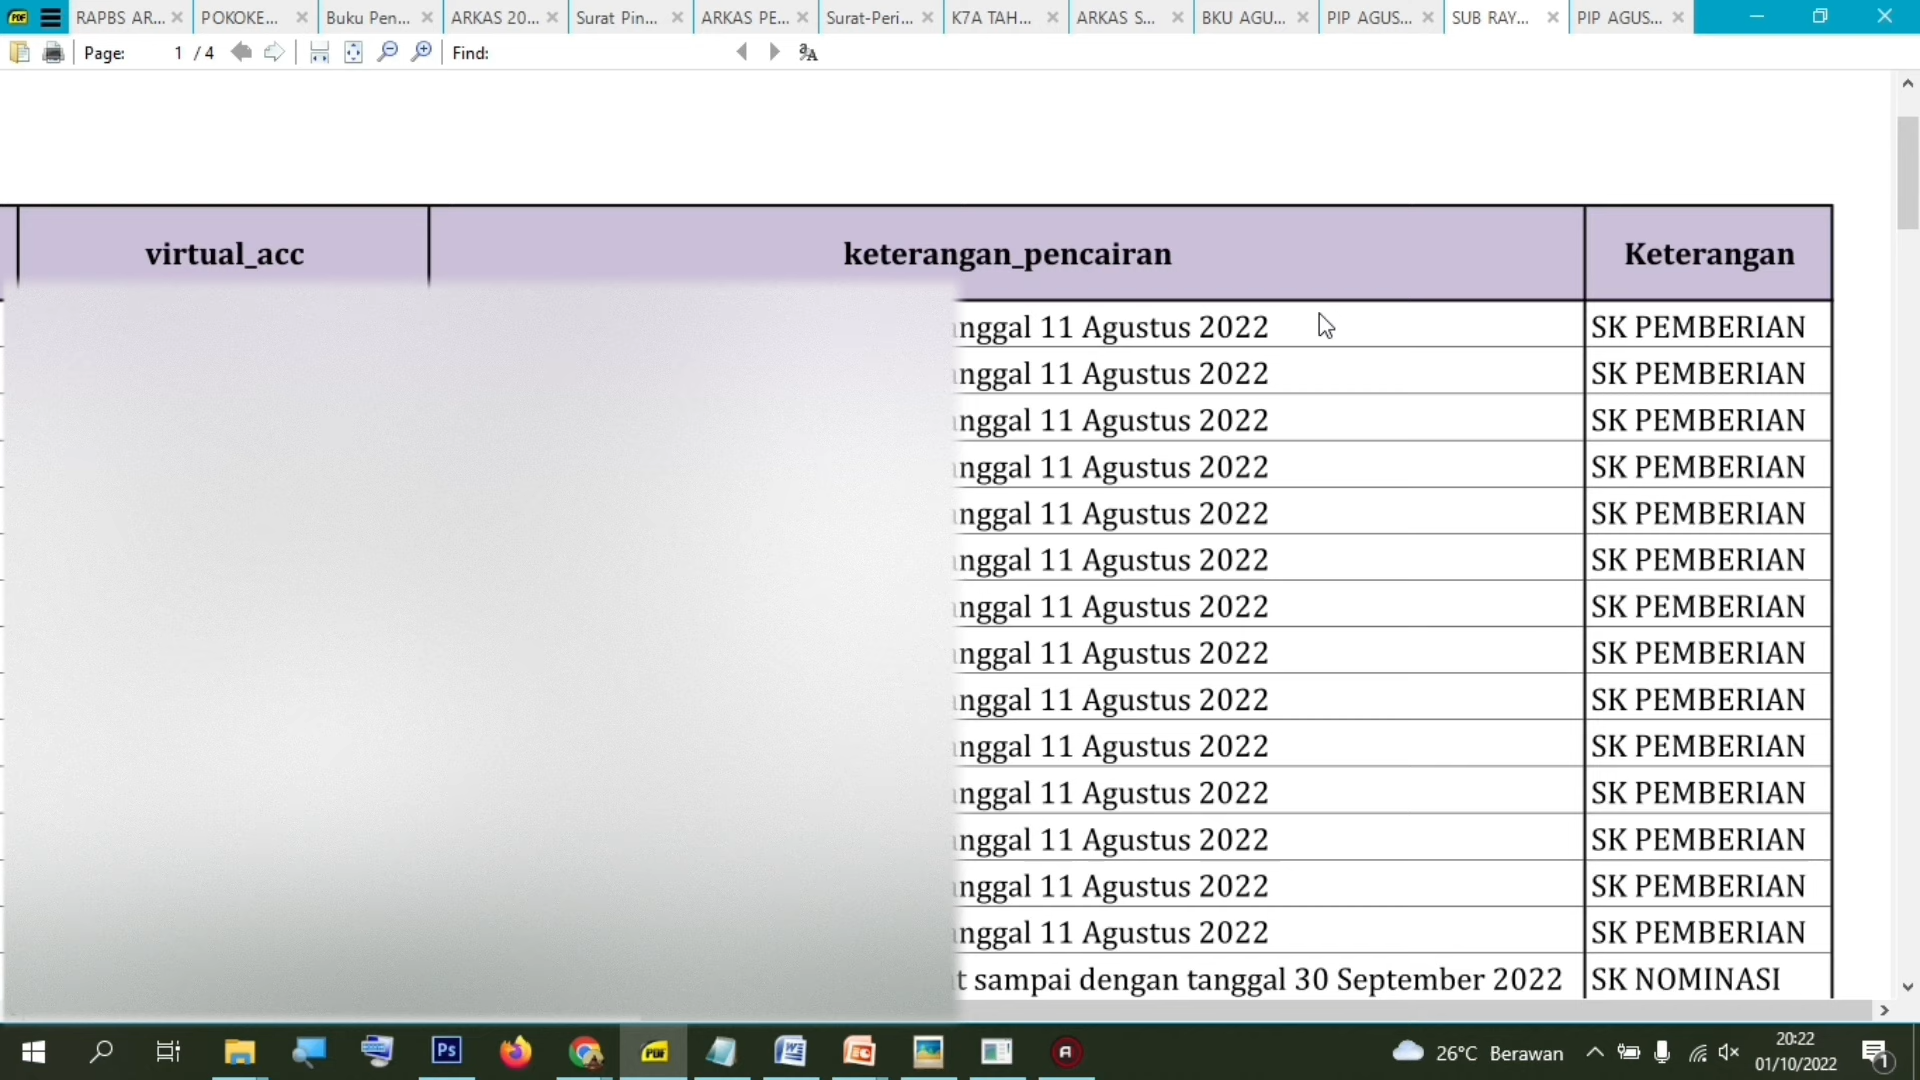 RAPBS AR... POKOKE... Buku Pen... ARKAS 20... Surat Pin... ARKAS PE... Surat-Peri... K7A TAH... ARKAS S... BKU AGU... PIP AGUS... SUB RAY... PIP AGUS...
Page: 1 / 4 Find:
virtual_acc keterangan_pencairan Keterangan
nggal 11 Agustus 2022 SK PEMBERIAN
nggal 11 Agustus 2022 SK PEMBERIAN
nggal 11 Agustus 2022 SK PEMBERIAN
nggal 11 Agustus 2022 SK PEMBERIAN
nggal 11 Agustus 2022 SK PEMBERIAN
nggal 11 Agustus 2022 SK PEMBERIAN
nggal 11 Agustus 2022 SK PEMBERIAN
nggal 11 Agustus 2022 SK PEMBERIAN
nggal 11 Agustus 2022 SK PEMBERIAN
nggal 11 Agustus 2022 SK PEMBERIAN
nggal 11 Agustus 2022 SK PEMBERIAN
nggal 11 Agustus 2022 SK PEMBERIAN
nggal 11 Agustus 2022 SK PEMBERIAN
nggal 11 Agustus 2022 SK PEMBERIAN
t sampai dengan tanggal 30 September 2022 SK NOMINASI
Ps PDF 26°C Berawan 20:22
01/10/2022 1